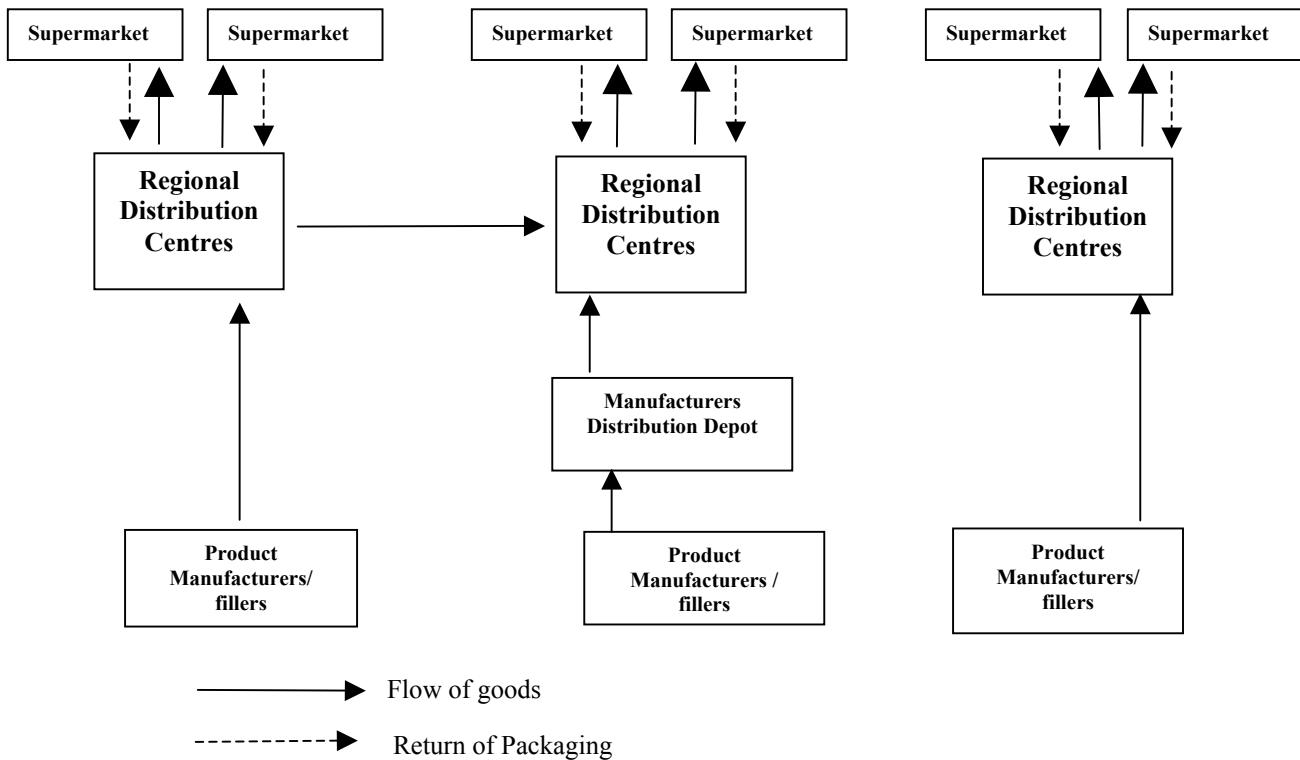 Supermarket
Supermarket
Supermarket
Supermarket
Supermarket
Supermarket
Regional
Distribution
Centres
Regional
Distribution
Centres
Regional
Distribution
Centres
Manufacturers
Distribution Depot
Product
Manufacturers/
fillers
Product
Manufacturers /
fillers
Product
Manufacturers/
fillers
Flow of goods
Return of Packaging